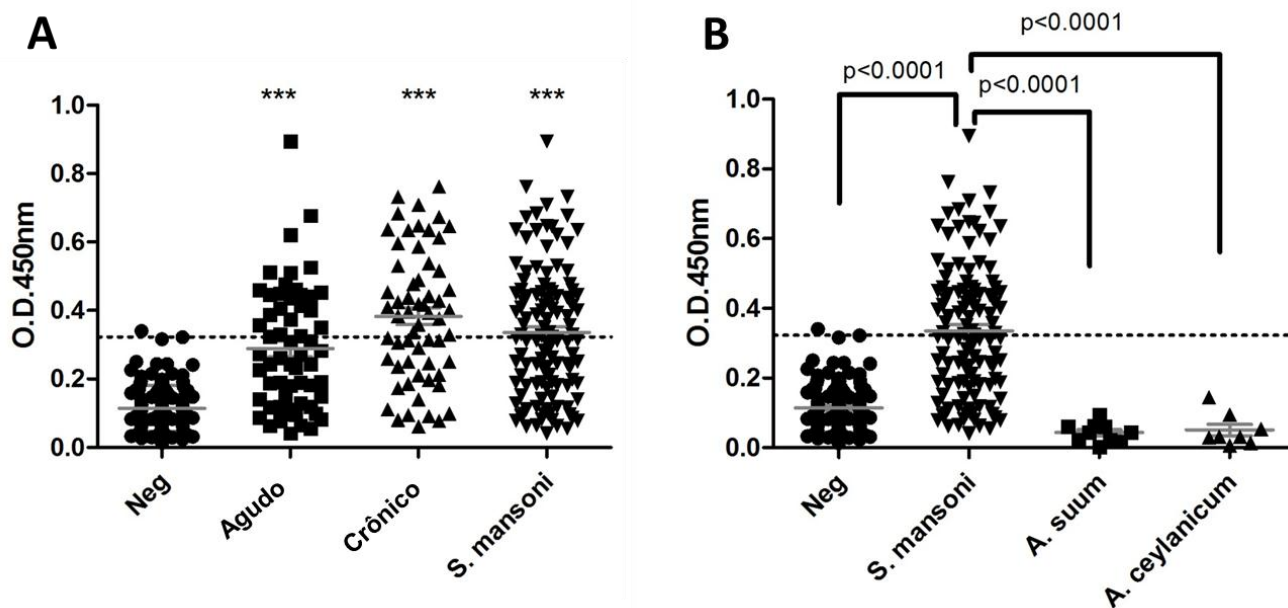 A
***
***
***
1.0
0.8
0.6
0.4
0.2
0.0
O.D.450nm
Neg
Agudo
Crônico
S. mansoni
B
p<0.0001
p<0.0001
p<0.0001
1.0
0.8
0.6
0.4
0.2
0.0
O.D.450nm
Neg
S. mansoni
A. suum
A. ceylanicum